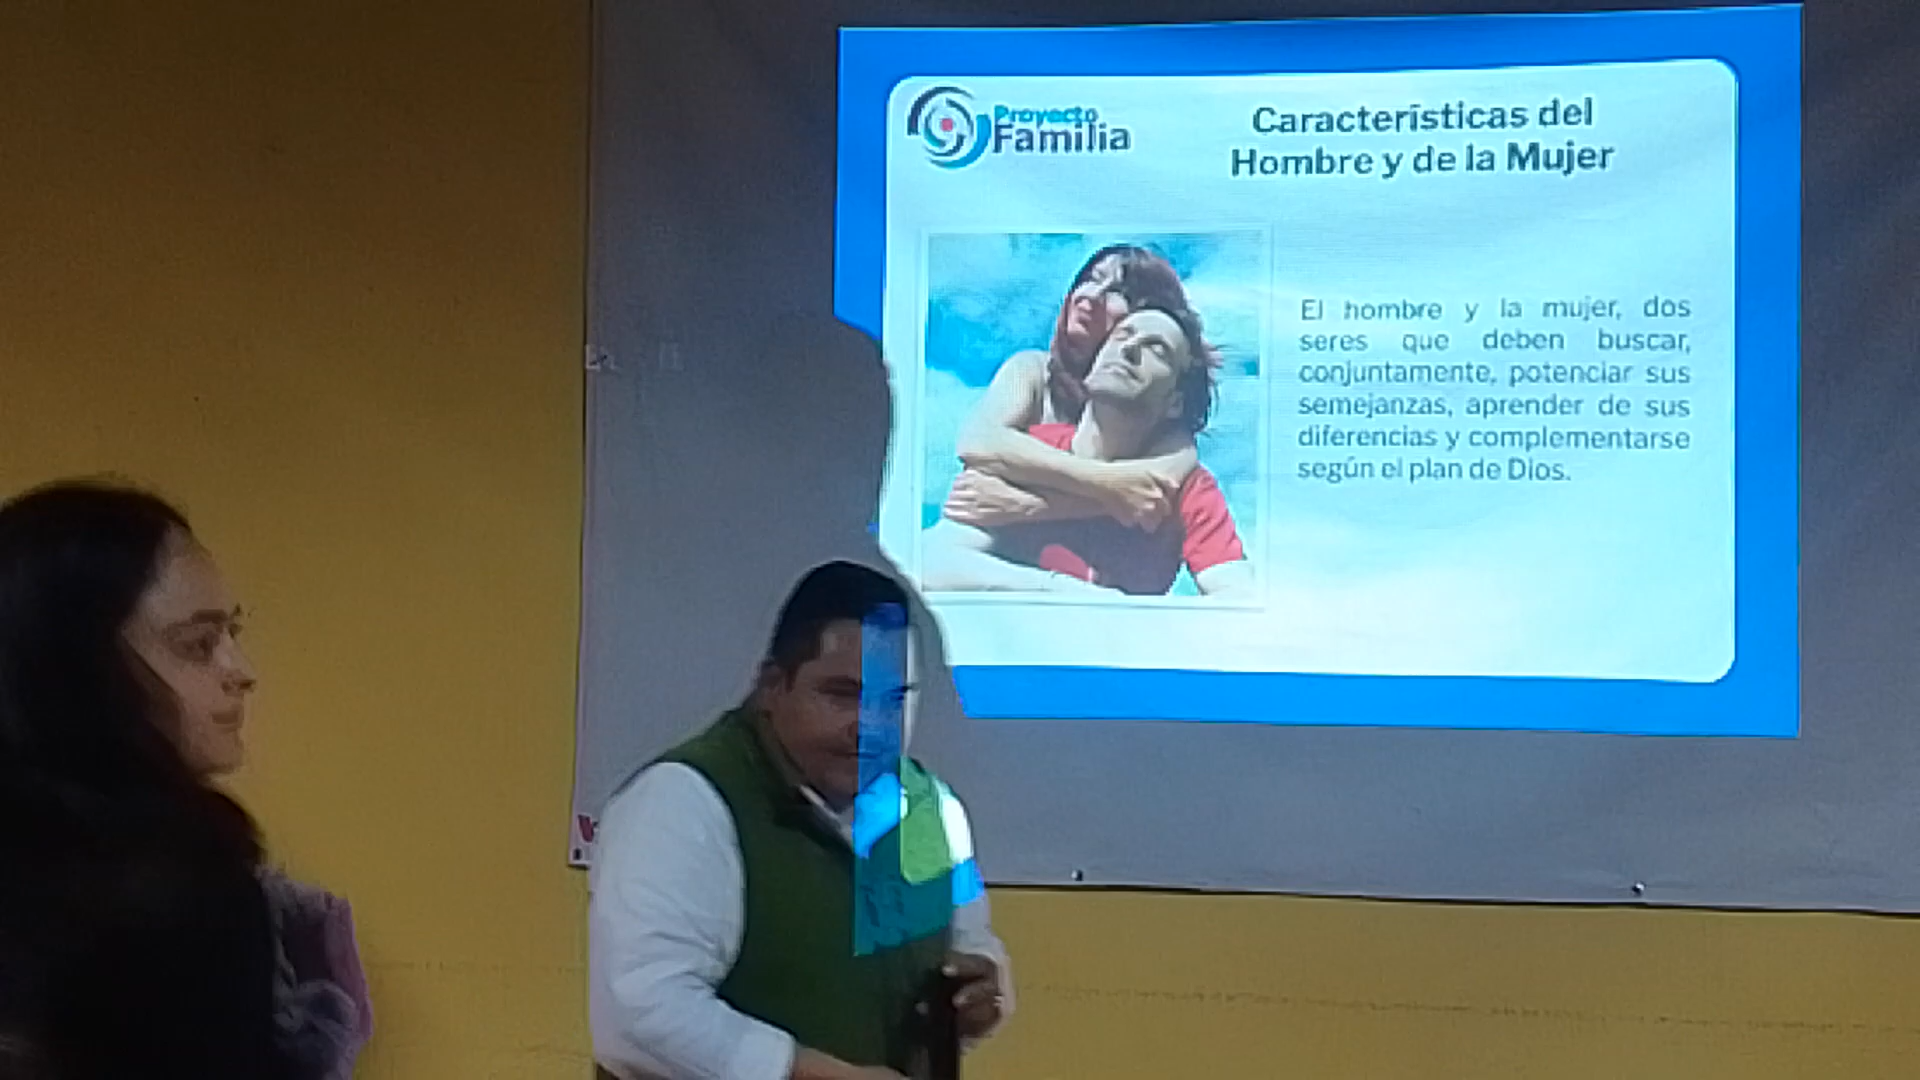 Proyecto
Familia
Características del
Hombre y de la Mujer
El hombre y la mujer, dos
seres que deben buscar,
conjuntamente, potenciar sus
semejanzas, aprender de sus
diferencias y complementarse
según el plan de Dios.